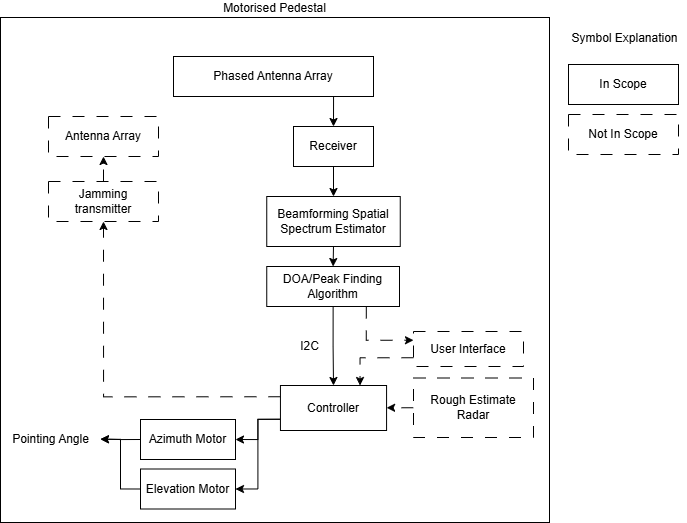 Motorised Pedestal
Symbol Explanation
Phased Antenna Array
In Scope
Antenna Array
Not In Scope
Receiver
Jamming
transmitter
Beamforming Spatial
Spectrum Estimator
DOA/Peak Finding
Algorithm
I2C
User Interface
Controller
Rough Estimate
Radar
Pointing Angle
Azimuth Motor
Elevation Motor